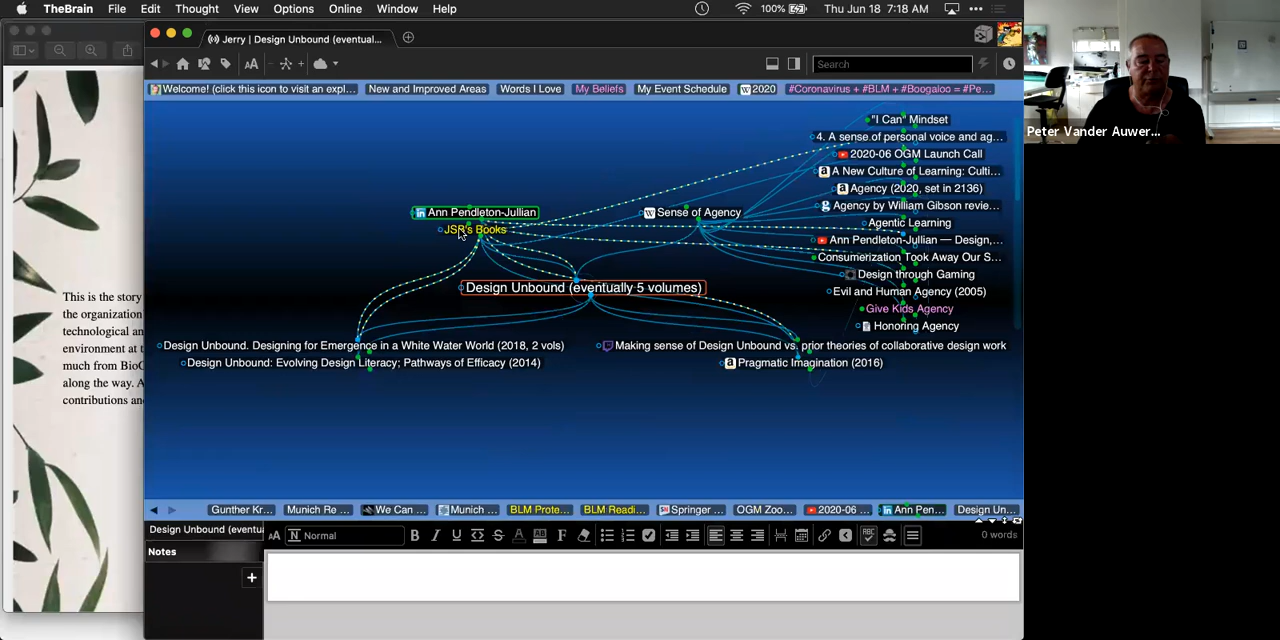 TheBrain File Edit Thought View Options Online Window Help 100% Thu Jun 18 7:18 AM
Jerry | Design Unbound (eventual...
Search
Welcome! (click this icon to visit an expl... New and Improved Areas Words I Love My Beliefs My Event Schedule 2020 #Coronavirus + #BLM + #Boogaloo = #Pe...
"I Can" Mindset
4. A sense of personal voice and ag...
2020-06 OGM Launch Call
A New Culture of Learning: Culti...
Agency (2020, set in 2136)
Agency by William Gibson revie...
Agentic Learning
Ann Pendleton-Jullian — Design,...
Consumerization Took Away Our S...
Design through Gaming
Evil and Human Agency (2005)
Give Kids Agency
Honoring Agency
Ann Pendleton-Jullian
JSB's Books
Sense of Agency
Design Unbound (eventually 5 volumes)
Design Unbound. Designing for Emergence in a White Water World (2018, 2 vols)
Design Unbound: Evolving Design Literacy; Pathways of Efficacy (2014)
Making sense of Design Unbound vs. prior theories of collaborative design work
Pragmatic Imagination (2016)
This is the story
the organization
technological an
environment at t
much from BioC
along the way. A
contributions and
Gunther Kr... Munich Re ... We Can ... Munich ... BLM Prote... BLM Readi... Springer ... OGM Zoo... 2020-06 ... Ann Pen... Design Un...
Design Unbound (eventu
Normal
0 words
Notes
Peter Vander Auwer...